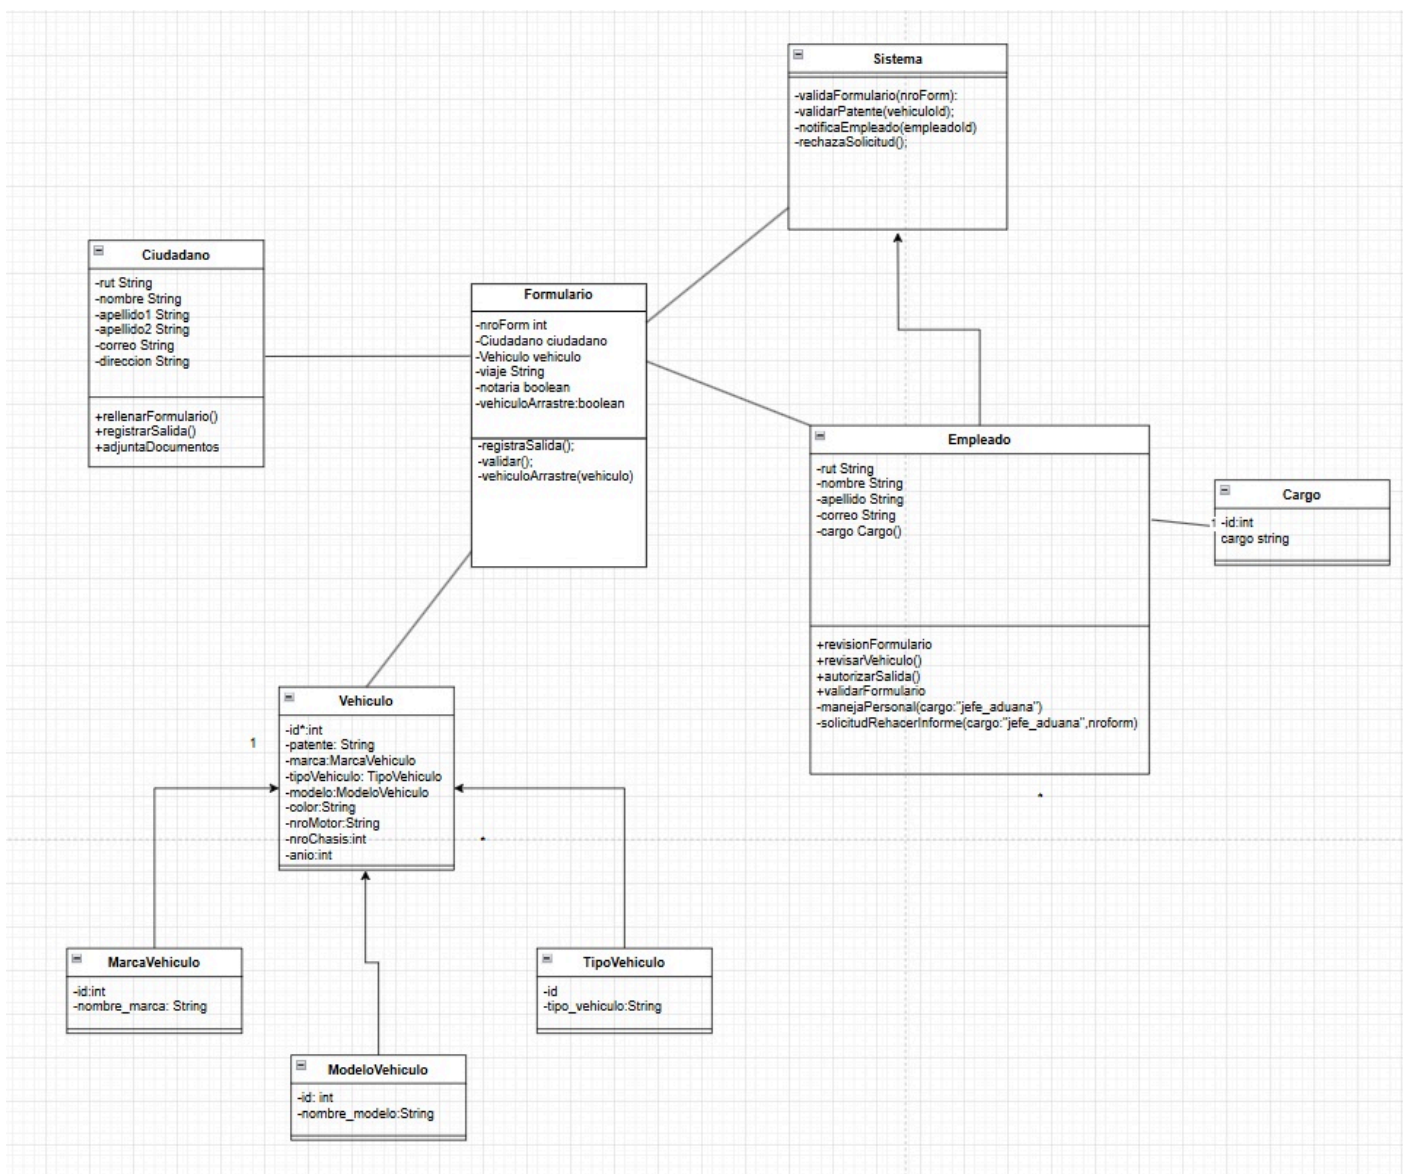 Sistema
-validaFormulario(nroForm):
-validarPatente(vehiculoId);
-notificaEmpleado(empleadoId)
-rechazaSolicitud();
Ciudadano
-rut String
-nombre String
-apellido1 String
-apellido2 String
-correo String
-direccion String
+rellenarFormulario()
+registrarSalida()
+adjuntaDocumentos
Formulario
-nroForm int
-Ciudadano ciudadano
-Vehiculo vehiculo
-viaje String
-notaria boolean
-vehiculoArrastre:boolean
-registraSalida();
-validar();
-vehiculoArrastre(vehiculo)
Empleado
-rut String
-nombre String
-apellido String
-correo String
-cargo Cargo()
+revisionFormulario
+revisarVehiculo()
+autorizarSalida()
+validarFormulario
-manejaPersonal(cargo:"jefe_aduana")
-solicitudRehacerInforme(cargo:"jefe_aduana",nroform)
*
Cargo
1
-id:int
cargo string
Vehiculo
-id*:int
-patente: String
-marca:MarcaVehiculo
-tipoVehiculo: TipoVehiculo
-modelo:ModeloVehiculo
-color:String
-nroMotor:String
-nroChasis:int
-anio:int
1
*
MarcaVehiculo
-id:int
-nombre_marca: String
TipoVehiculo
-id
-tipo_vehiculo:String
ModeloVehiculo
-id: int
-nombre_modelo:String